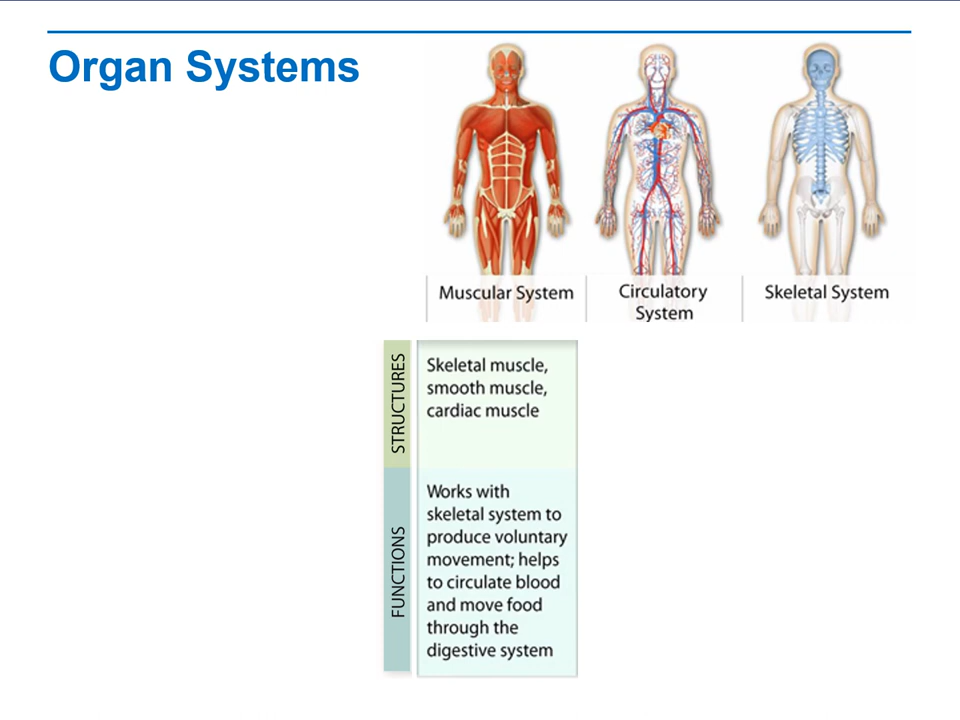 Organ Systems
Muscular System
Circulatory
System
Skeletal System
STRUCTURES
Skeletal muscle,
smooth muscle,
cardiac muscle
FUNCTIONS
Works with
skeletal system to
produce voluntary
movement; helps
to circulate blood
and move food
through the
digestive system